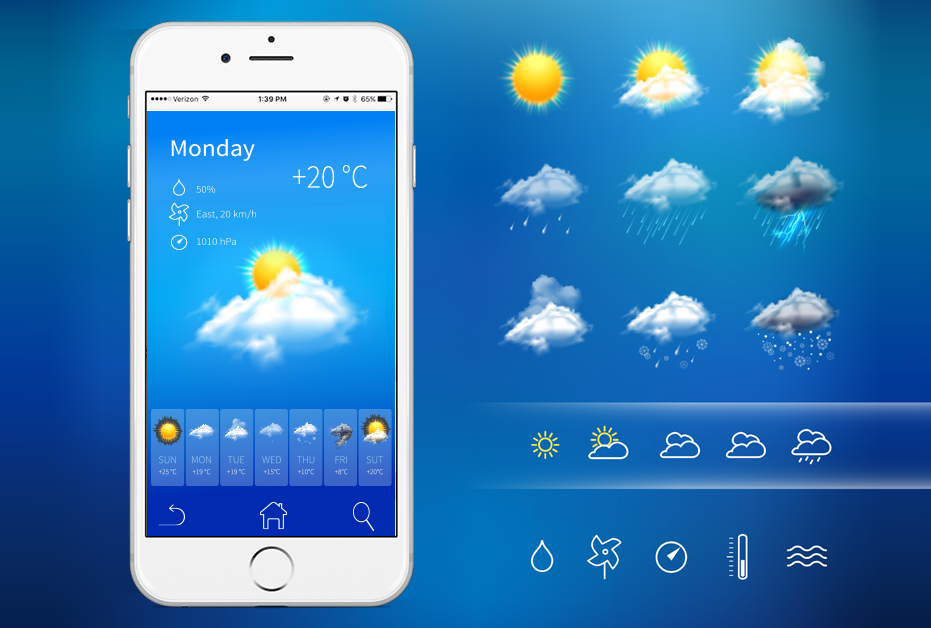 Verizon 1:39 PM 65%
Monday
+20 °C
50%
East, 20 km/h
1010 hPa
SUN MON TUE WED THU FRI SUT
+25 °C +19 °C +19 °C +15°C +10°C +8°C +20°C